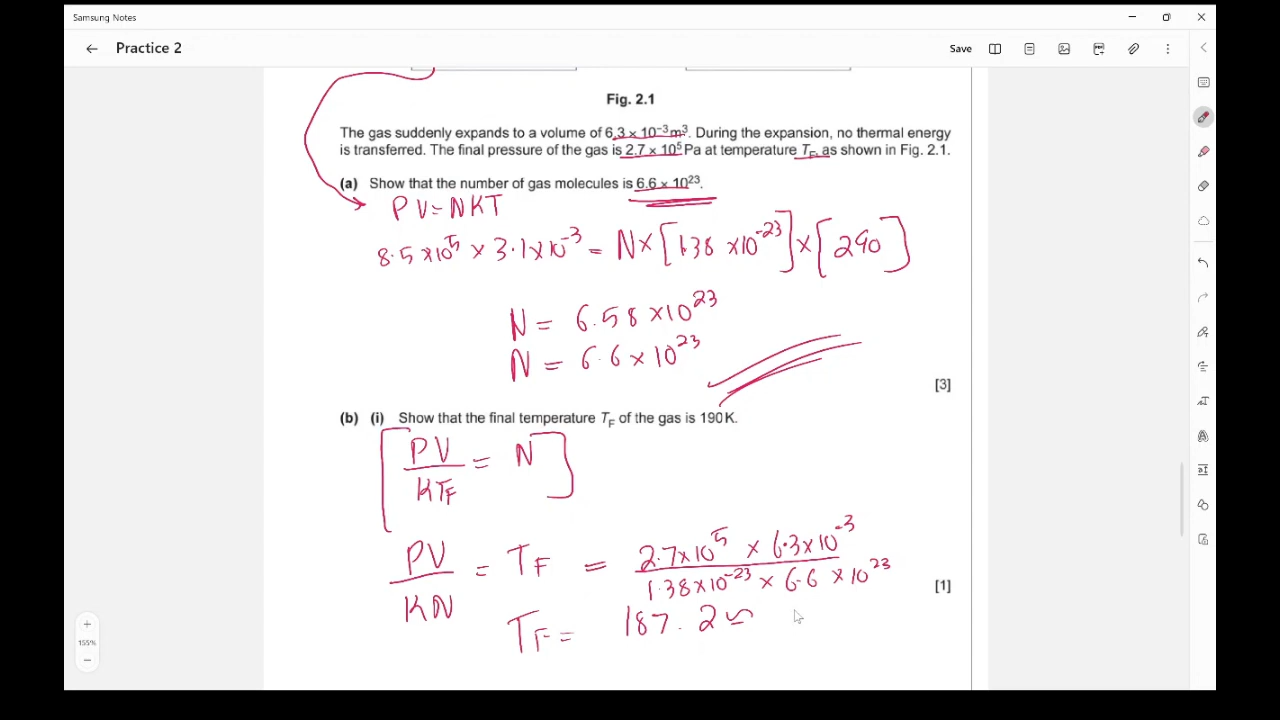 Samsung Notes
Practice 2
Save
Fig. 2.1
The gas suddenly expands to a volume of 6.3 × 10⁻³ m³. During the expansion, no thermal energy
is transferred. The final pressure of the gas is 2.7 × 10⁵ Pa at temperature T_F, as shown in Fig. 2.1.
(a) Show that the number of gas molecules is 6.6 × 10²³.
PV = NKT
8.5 × 10⁵ × 3.1 × 10⁻³ = N × [1.38 × 10⁻²³] × [290]
N = 6.58 × 10²³
N = 6.6 × 10²³
[3]
(b) (i) Show that the final temperature T_F of the gas is 190 K.
[PV/KT_F = N]
PV/KN = T_F = 2.7×10⁵ × 6.3×10⁻³ / 1.38×10⁻²³ × 6.6 × 10²³
[1]
T_F = 187.2
155%